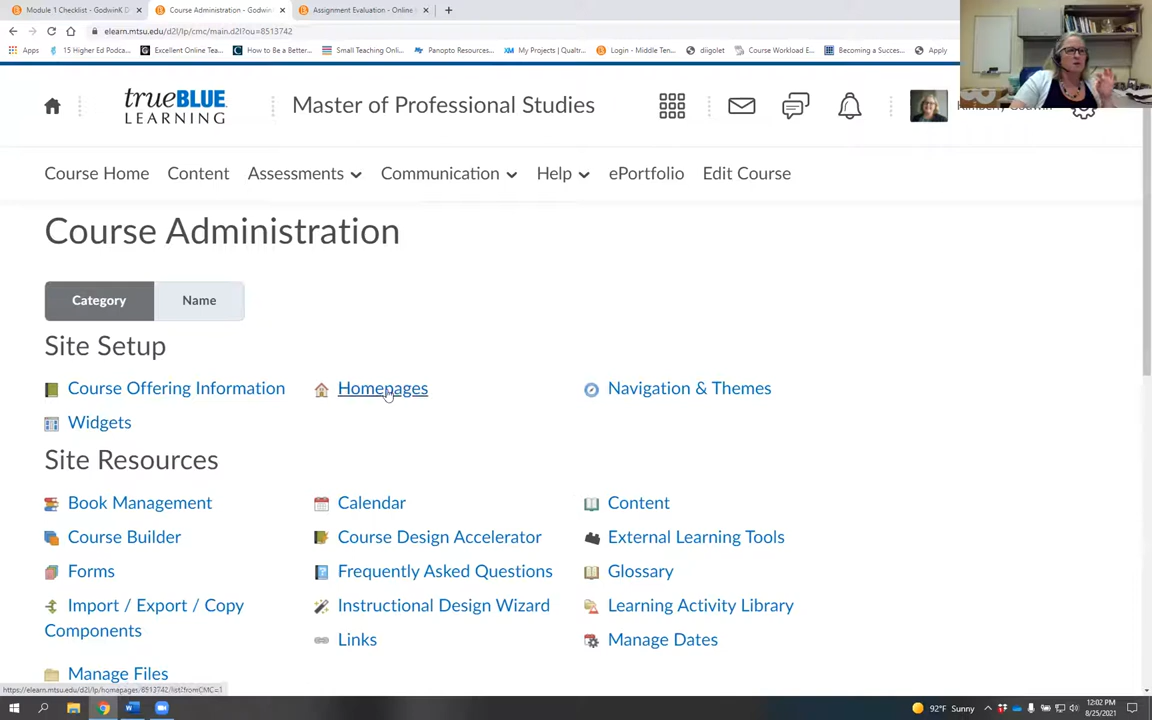 Module 1 Checklist - GodwinK D
Course Administration - Godwin
Assignment Evaluation - Online
elearn.mtsu.edu/d2l/lp/cmc/main.d2l?ou=8513742
Apps
15 Higher Ed Podca...
Excellent Online Tea...
How to Be a Better...
Small Teaching Onli...
Panopto Resources...
My Projects | Qualtr...
Login - Middle Ten...
diigolet
Course Workload E...
Becoming a Succes...
Apply
trueBLUE
LEARNING
Master of Professional Studies
Course Home Content Assessments Communication Help ePortfolio Edit Course
Course Administration
Category Name
Site Setup
Course Offering Information Homepages Navigation & Themes
Widgets
Site Resources
Book Management Calendar Content
Course Builder Course Design Accelerator External Learning Tools
Forms Frequently Asked Questions Glossary
Import / Export / Copy Instructional Design Wizard Learning Activity Library
Components Links Manage Dates
Manage Files
https://elearn.mtsu.edu/d2l/lp/homepages/8513742/list?fromCMC=1
92°F Sunny
12:02 PM
8/25/2021